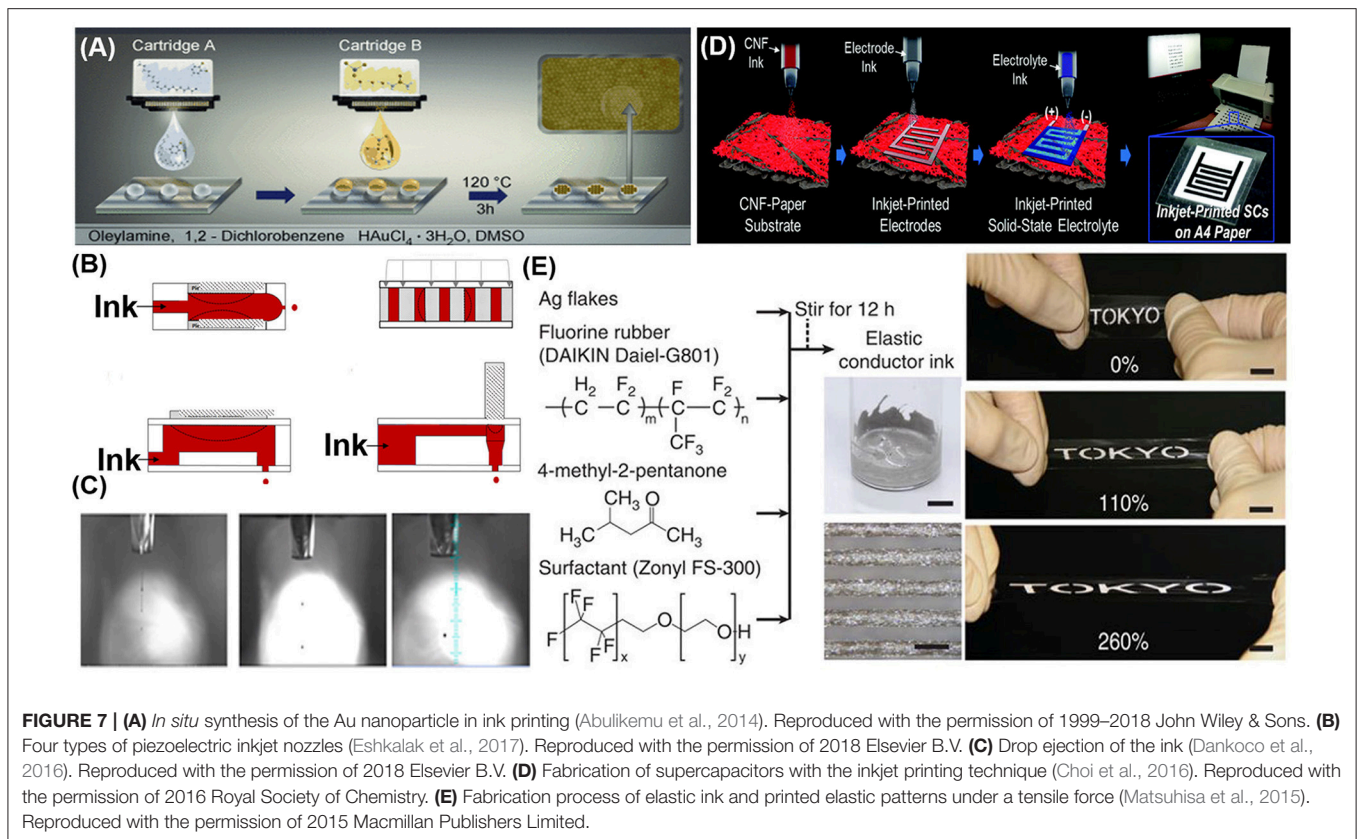 (A)
Cartridge A
Cartridge B
120 °C
3h
Oleylamine, 1,2 - Dichlorobenzene HAuCl₄ · 3H₂O, DMSO
(D)
CNF
Ink
Electrode
Ink
Electrolyte
Ink
(+)
(-)
CNF-Paper
Substrate
Inkjet-Printed
Electrodes
Inkjet-Printed
Solid-State Electrolyte
Inkjet-Printed SCs
on A4 Paper
(B)
Ink
Ink
Ink
(C)
(E)
Ag flakes
Fluorine rubber
(DAIKIN Daiel-G801)
H₂
C
F₂
C
m
F
C
CF₃
F₂
C
n
4-methyl-2-pentanone
CH₃
O
H₃C
CH₃
Surfactant (Zonyl FS-300)
F
F
F
F
F
x
O
O
H
y
Stir for 12 h
Elastic
conductor ink
TOKYO
0%
TOKYO
110%
TOKYO
260%
FIGURE 7 | (A) In situ synthesis of the Au nanoparticle in ink printing (Abulikemu et al., 2014). Reproduced with the permission of 1999–2018 John Wiley & Sons. (B)
Four types of piezoelectric inkjet nozzles (Eshkalak et al., 2017). Reproduced with the permission of 2018 Elsevier B.V. (C) Drop ejection of the ink (Dankoco et al.,
2016). Reproduced with the permission of 2018 Elsevier B.V. (D) Fabrication of supercapacitors with the inkjet printing technique (Choi et al., 2016). Reproduced with
the permission of 2016 Royal Society of Chemistry. (E) Fabrication process of elastic ink and printed elastic patterns under a tensile force (Matsuhisa et al., 2015).
Reproduced with the permission of 2015 Macmillan Publishers Limited.